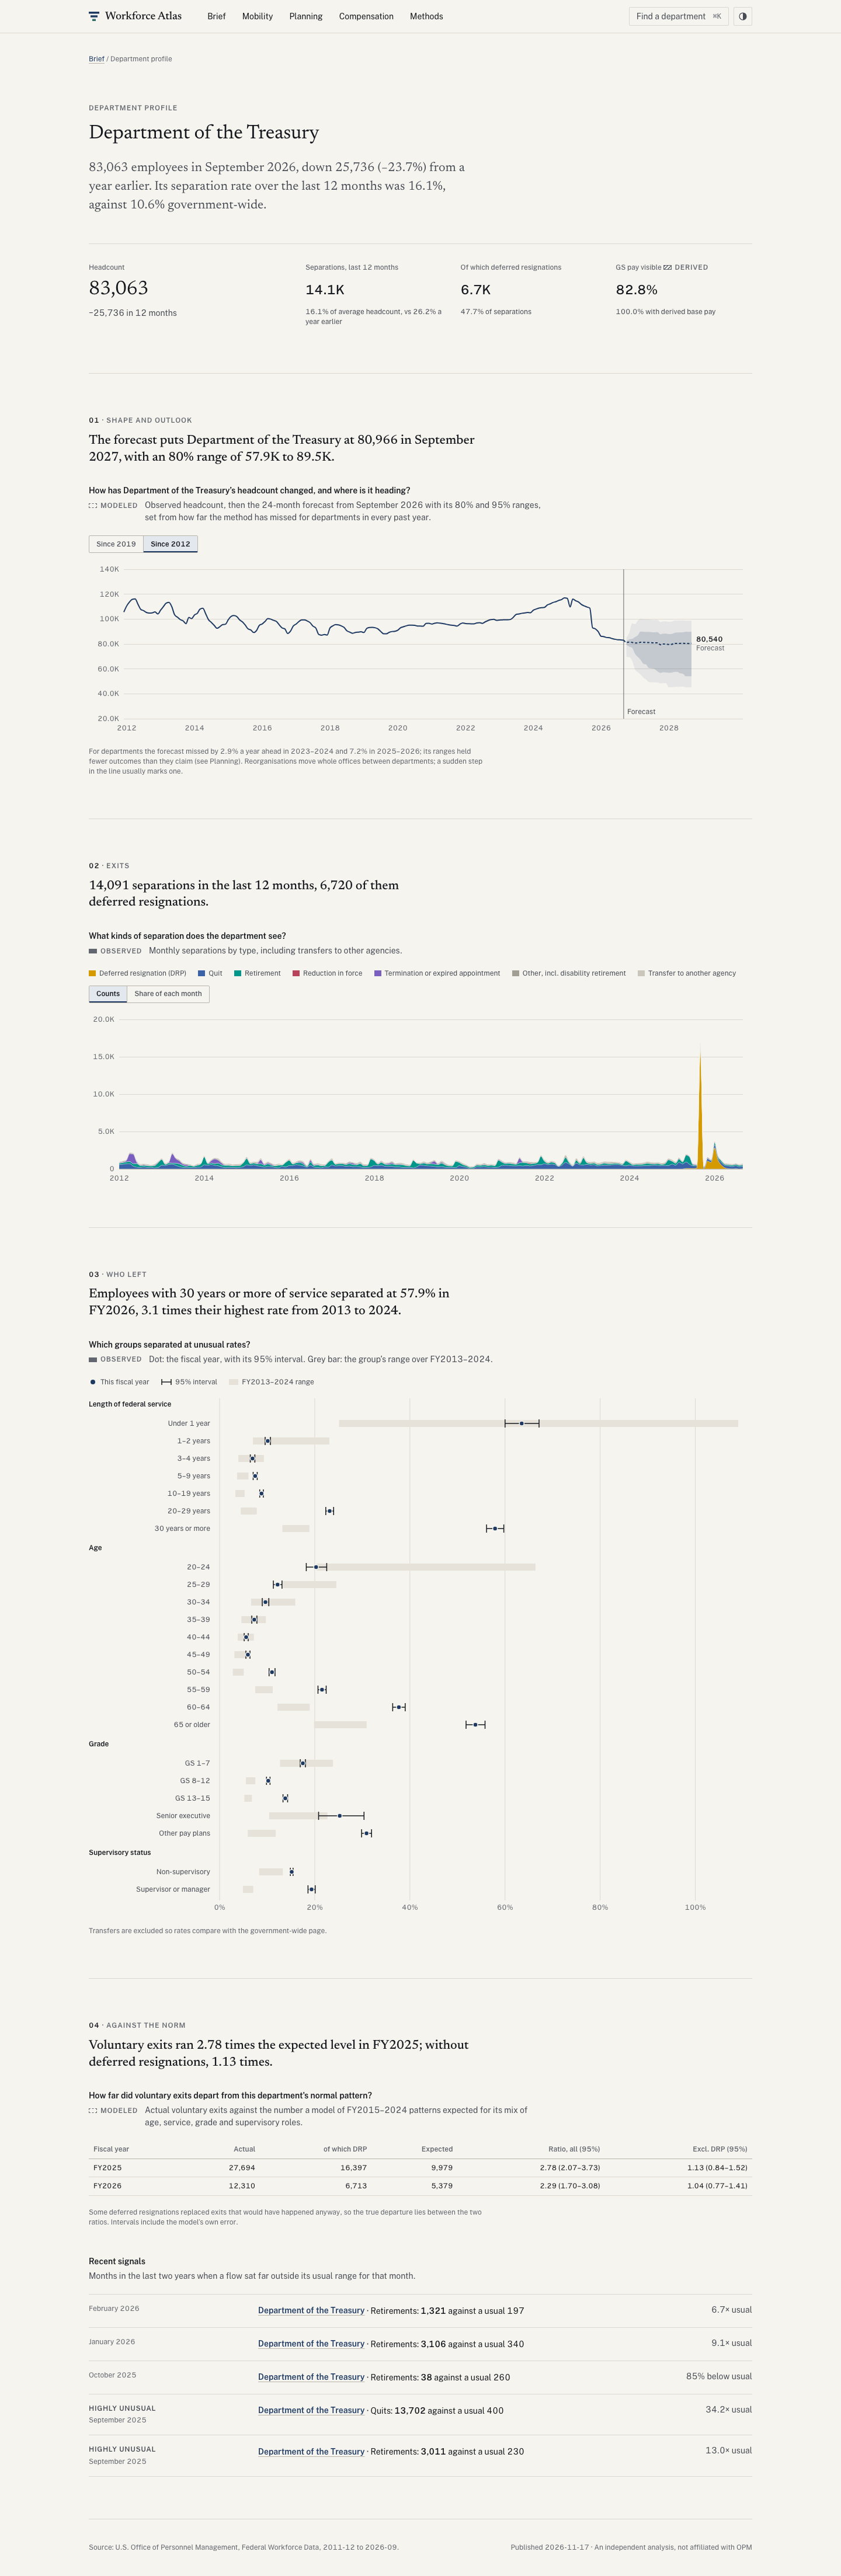 Workforce Atlas Brief Mobility Planning Compensation Methods Find a department ⌘K
Brief / Department profile
DEPARTMENT PROFILE
Department of the Treasury
83,063 employees in September 2026, down 25,736 (−23.7%) from a
year earlier. Its separation rate over the last 12 months was 16.1%,
against 10.6% government-wide.
Headcount
83,063
−25,736 in 12 months
Separations, last 12 months
14.1K
16.1% of average headcount, vs 26.2% a
year earlier
Of which deferred resignations
6.7K
47.7% of separations
GS pay visible DERIVED
82.8%
100.0% with derived base pay
01 · SHAPE AND OUTLOOK
The forecast puts Department of the Treasury at 80,966 in September
2027, with an 80% range of 57.9K to 89.5K.
How has Department of the Treasury's headcount changed, and where is it heading?
MODELED Observed headcount, then the 24-month forecast from September 2026 with its 80% and 95% ranges,
set from how far the method has missed for departments in every past year.
Since 2019 Since 2012
140K
120K
100K
80.0K
60.0K
40.0K
20.0K
80,540
Forecast
Forecast
2012 2014 2016 2018 2020 2022 2024 2026 2028
For departments the forecast missed by 2.9% a year ahead in 2023–2024 and 7.2% in 2025–2026; its ranges held
fewer outcomes than they claim (see Planning). Reorganisations move whole offices between departments; a sudden step
in the line usually marks one.
02 · EXITS
14,091 separations in the last 12 months, 6,720 of them
deferred resignations.
What kinds of separation does the department see?
OBSERVED Monthly separations by type, including transfers to other agencies.
Deferred resignation (DRP) Quit Retirement Reduction in force Termination or expired appointment Other, incl. disability retirement Transfer to another agency
Counts Share of each month
20.0K
15.0K
10.0K
5.0K
0
2012 2014 2016 2018 2020 2022 2024 2026
03 · WHO LEFT
Employees with 30 years or more of service separated at 57.9% in
FY2026, 3.1 times their highest rate from 2013 to 2024.
Which groups separated at unusual rates?
OBSERVED Dot: the fiscal year, with its 95% interval. Grey bar: the group's range over FY2013–2024.
This fiscal year 95% interval FY2013–2024 range
Length of federal service
Under 1 year
1–2 years
3–4 years
5–9 years
10–19 years
20–29 years
30 years or more
Age
20–24
25–29
30–34
35–39
40–44
45–49
50–54
55–59
60–64
65 or older
Grade
GS 1–7
GS 8–12
GS 13–15
Senior executive
Other pay plans
Supervisory status
Non-supervisory
Supervisor or manager
0% 20% 40% 60% 80% 100%
Transfers are excluded so rates compare with the government-wide page.
04 · AGAINST THE NORM
Voluntary exits ran 2.78 times the expected level in FY2025; without
deferred resignations, 1.13 times.
How far did voluntary exits depart from this department's normal pattern?
MODELED Actual voluntary exits against the number a model of FY2015–2024 patterns expected for its mix of
age, service, grade and supervisory roles.
Fiscal year Actual of which DRP Expected Ratio, all (95%) Excl. DRP (95%)
FY2025 27,694 16,397 9,979 2.78 (2.07–3.73) 1.13 (0.84–1.52)
FY2026 12,310 6,713 5,379 2.29 (1.70–3.08) 1.04 (0.77–1.41)
Some deferred resignations replaced exits that would have happened anyway, so the true departure lies between the two
ratios. Intervals include the model's own error.
Recent signals
Months in the last two years when a flow sat far outside its usual range for that month.
February 2026 Department of the Treasury · Retirements: 1,321 against a usual 197 6.7× usual
January 2026 Department of the Treasury · Retirements: 3,106 against a usual 340 9.1× usual
October 2025 Department of the Treasury · Retirements: 38 against a usual 260 85% below usual
HIGHLY UNUSUAL
September 2025 Department of the Treasury · Quits: 13,702 against a usual 400 34.2× usual
HIGHLY UNUSUAL
September 2025 Department of the Treasury · Retirements: 3,011 against a usual 230 13.0× usual
Source: U.S. Office of Personnel Management, Federal Workforce Data, 2011-12 to 2026-09. Published 2026-11-17 · An independent analysis, not affiliated with OPM